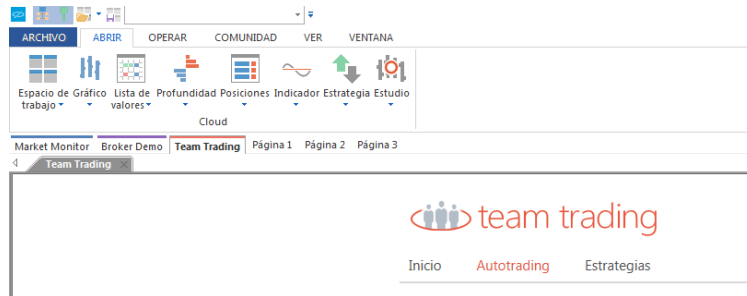 ARCHIVO ABRIR OPERAR COMUNIDAD VER VENTANA
Espacio de trabajo Gráfico Lista de valores Profundidad Posiciones Indicador Estrategia Estudio
Cloud
Market Monitor Broker Demo Team Trading Página 1 Página 2 Página 3
Team Trading
team trading
Inicio Autotrading Estrategias